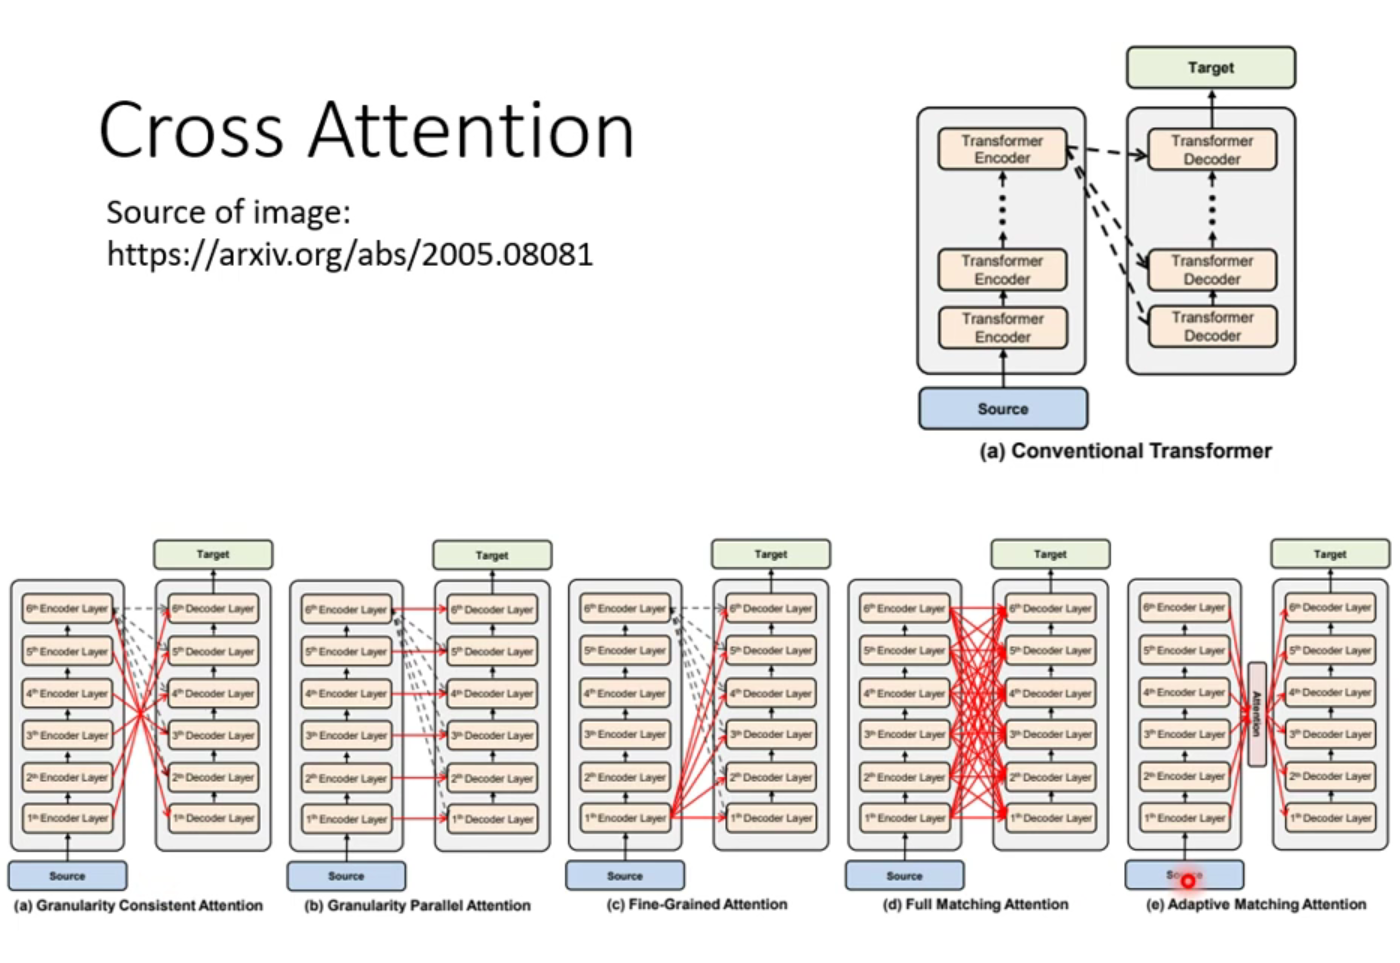 Cross Attention
Source of image:
https://arxiv.org/abs/2005.08081
Target
Transformer
Encoder
Transformer
Decoder
Transformer
Encoder
Transformer
Decoder
Transformer
Encoder
Transformer
Decoder
Source
(a) Conventional Transformer
Target
6th Encoder Layer
6th Decoder Layer
5th Encoder Layer
5th Decoder Layer
4th Encoder Layer
4th Decoder Layer
3th Encoder Layer
3th Decoder Layer
2th Encoder Layer
2th Decoder Layer
1th Encoder Layer
1th Decoder Layer
Source
(a) Granularity Consistent Attention
Target
6th Encoder Layer
6th Decoder Layer
5th Encoder Layer
5th Decoder Layer
4th Encoder Layer
4th Decoder Layer
3th Encoder Layer
3th Decoder Layer
2th Encoder Layer
2th Decoder Layer
1th Encoder Layer
1th Decoder Layer
Source
(b) Granularity Parallel Attention
Target
6th Encoder Layer
6th Decoder Layer
5th Encoder Layer
5th Decoder Layer
4th Encoder Layer
4th Decoder Layer
3th Encoder Layer
3th Decoder Layer
2th Encoder Layer
2th Decoder Layer
1th Encoder Layer
1th Decoder Layer
Source
(c) Fine-Grained Attention
Target
6th Encoder Layer
6th Decoder Layer
5th Encoder Layer
5th Decoder Layer
4th Encoder Layer
4th Decoder Layer
3th Encoder Layer
3th Decoder Layer
2th Encoder Layer
2th Decoder Layer
1th Encoder Layer
1th Decoder Layer
Source
(d) Full Matching Attention
Target
6th Encoder Layer
6th Decoder Layer
5th Encoder Layer
5th Decoder Layer
4th Encoder Layer
4th Decoder Layer
Attention
3th Encoder Layer
3th Decoder Layer
2th Encoder Layer
2th Decoder Layer
1th Encoder Layer
1th Decoder Layer
Source
(e) Adaptive Matching Attention